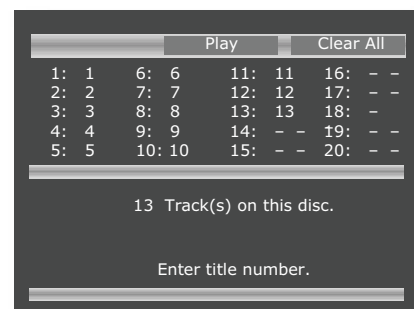 Play Clear All
1: 1 6: 6 11: 11 16: – –
2: 2 7: 7 12: 12 17: – –
3: 3 8: 8 13: 13 18: –
4: 4 9: 9 14: – – 19: – –
5: 5 10: 10 15: – – 20: – –
13 Track(s) on this disc.
Enter title number.